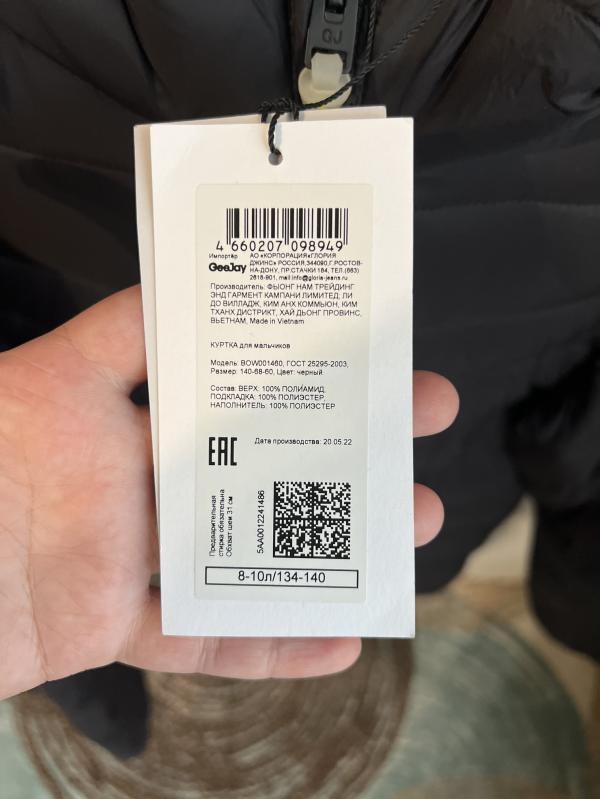 QJ
4 660207 098949
Импортёр
GeeJay
АО «КОРПОРАЦИЯ«ГЛОРИЯ
ДЖИНС» РОССИЯ,344090,Г.РОСТОВ-
НА-ДОНУ, ПР.СТАЧКИ 184, ТЕЛ.(863)
2618-901, mail info@gloria-jeans.ru
Производитель: ФЫОНГ НАМ ТРЕЙДИНГ
ЭНД ГАРМЕНТ КАМПАНИ ЛИМИТЕД, ЛИ
ДО ВИЛЛАДЖ, КИМ АНХ КОММЬЮН, КИМ
ТХАНХ ДИСТРИКТ, ХАЙ ДЬОНГ ПРОВИНС,
ВЬЕТНАМ, Made in Vietnam
КУРТКА для мальчиков
Модель: BOW001460, ГОСТ 25295-2003,
Размер: 140-68-60, Цвет: черный
Состав: ВЕРХ: 100% ПОЛИАМИД,
ПОДКЛАДКА: 100% ПОЛИЭСТЕР,
НАПОЛНИТЕЛЬ: 100% ПОЛИЭСТЕР
EAC
Дата производства: 20.05.22
Предварительная
стирка обязательна
Обхват шеи 31 см
5AA0012241486
8-10л/134-140